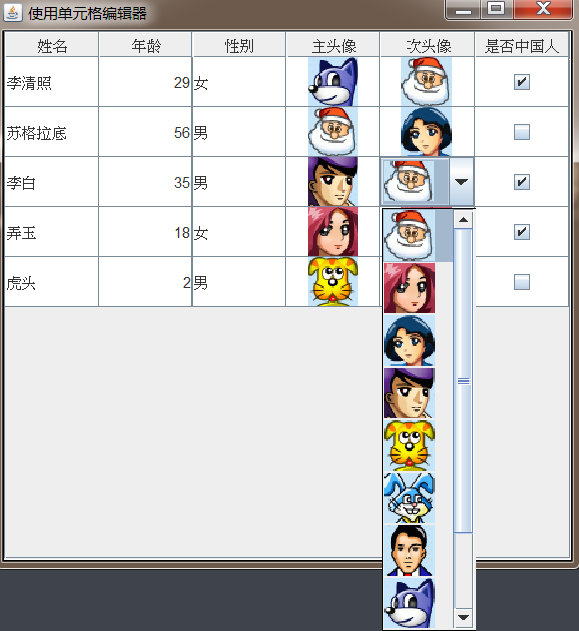 使用单元格编辑器
姓名 年龄 性别 主头像 次头像 是否中国人
李清照 29 女
苏格拉底 56 男
李白 35 男
弄玉 18 女
虎头 2 男